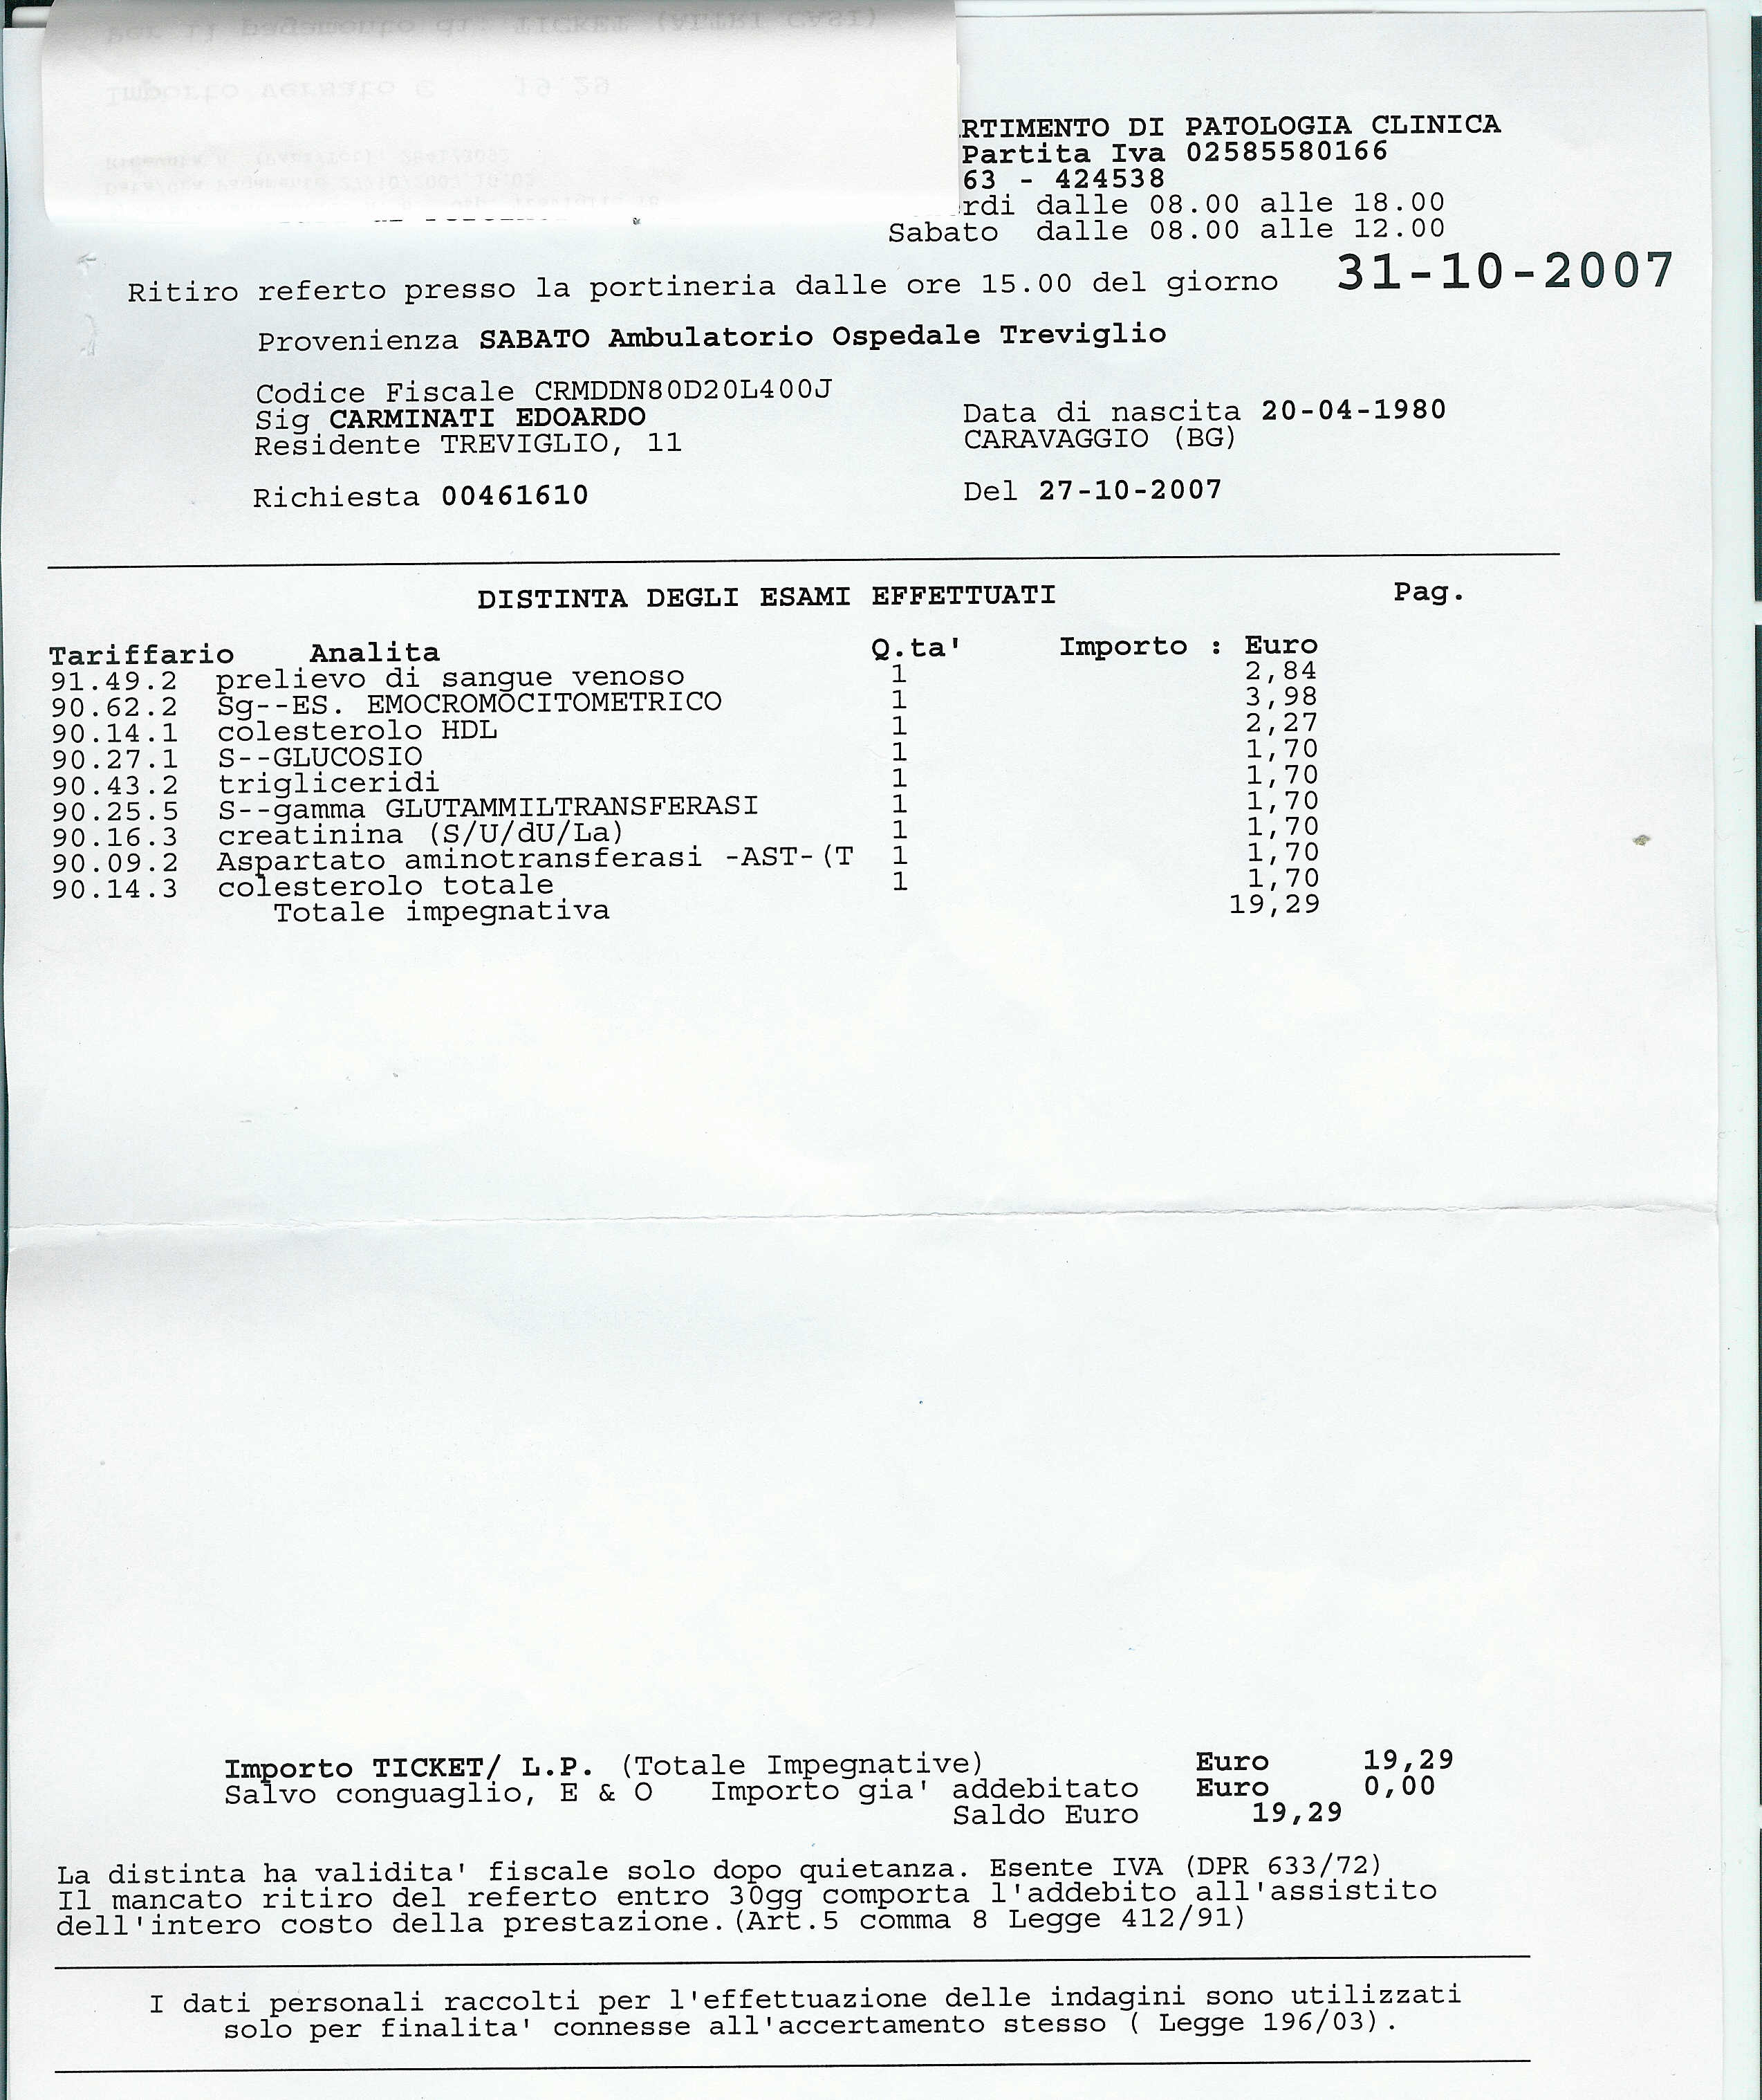 RTIMENTO DI PATOLOGIA CLINICA
Partita Iva 02585580166
63 - 424538
rdi dalle 08.00 alle 18.00
Sabato dalle 08.00 alle 12.00
Ritiro referto presso la portineria dalle ore 15.00 del giorno 31-10-2007
Provenienza SABATO Ambulatorio Ospedale Treviglio
Codice Fiscale CRMDDN80D20L400J
Sig CARMINATI EDOARDO Data di nascita 20-04-1980
Residente TREVIGLIO, 11 CARAVAGGIO (BG)
Richiesta 00461610 Del 27-10-2007
DISTINTA DEGLI ESAMI EFFETTUATI Pag.
Tariffario Analita Q.ta' Importo : Euro
91.49.2 prelievo di sangue venoso 1 2,84
90.62.2 Sg--ES. EMOCROMOCITOMETRICO 1 3,98
90.14.1 colesterolo HDL 1 2,27
90.27.1 S--GLUCOSIO 1 1,70
90.43.2 trigliceridi 1 1,70
90.25.5 S--gamma GLUTAMMILTRANSFERASI 1 1,70
90.16.3 creatinina (S/U/dU/La) 1 1,70
90.09.2 Aspartato aminotransferasi -AST-(T 1 1,70
90.14.3 colesterolo totale 1 1,70
Totale impegnativa 19,29
Importo TICKET/ L.P. (Totale Impegnative) Euro 19,29
Salvo conguaglio, E & O Importo gia' addebitato Euro 0,00
Saldo Euro 19,29
La distinta ha validita' fiscale solo dopo quietanza. Esente IVA (DPR 633/72)
Il mancato ritiro del referto entro 30gg comporta l'addebito all'assistito
dell'intero costo della prestazione.(Art.5 comma 8 Legge 412/91)
I dati personali raccolti per l'effettuazione delle indagini sono utilizzati
solo per finalita' connesse all'accertamento stesso ( Legge 196/03).